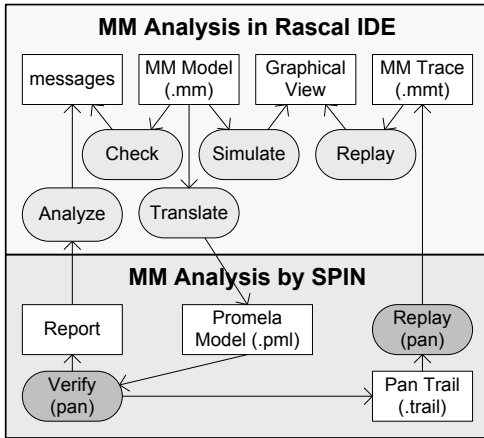 MM Analysis in Rascal IDE
messages
MM Model
(.mm)
Graphical
View
MM Trace
(.mmt)
Check
Simulate
Replay
Analyze
Translate
MM Analysis by SPIN
Report
Promela
Model (.pml)
Replay
(pan)
Verify
(pan)
Pan Trail
(.trail)